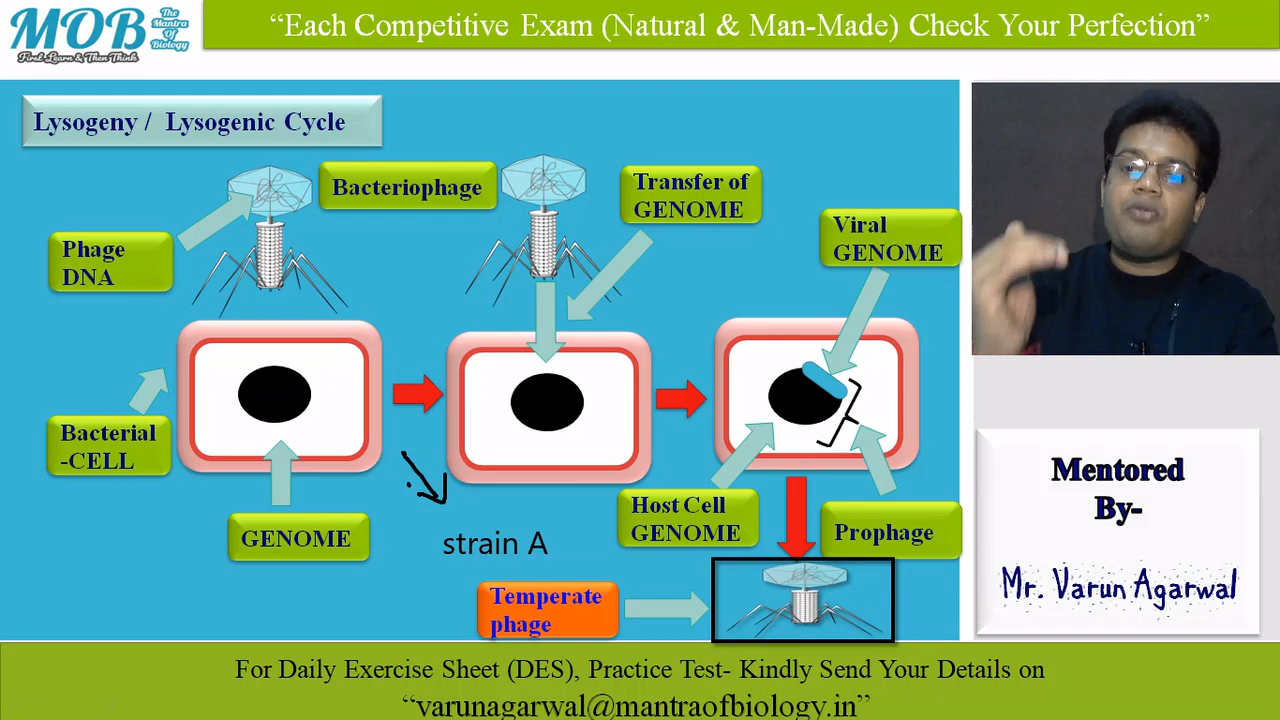 MOB
The
Mantra
Of
Biology
First Learn & Then Think
“Each Competitive Exam (Natural & Man-Made) Check Your Perfection”
Lysogeny / Lysogenic Cycle
Bacteriophage
Transfer of
GENOME
Viral
GENOME
Phage
DNA
Bacterial
-CELL
GENOME
strain A
Host Cell
GENOME
Prophage
Temperate
phage
Mentored
By-
Mr. Varun Agarwal
For Daily Exercise Sheet (DES), Practice Test- Kindly Send Your Details on
“varunagarwal@mantraofbiology.in”